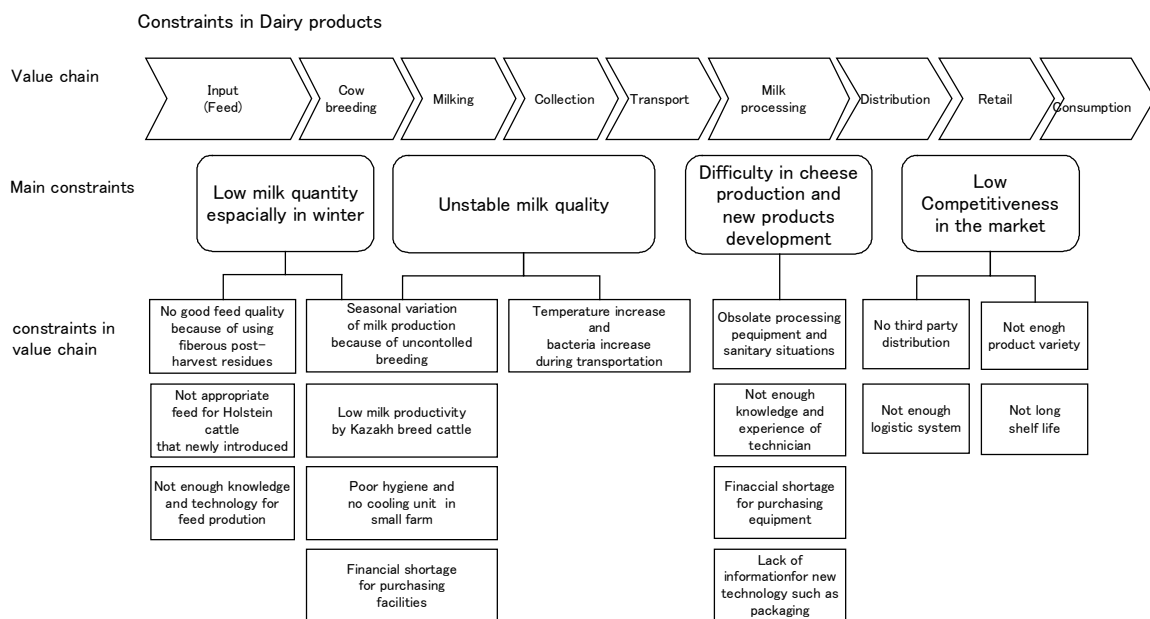 Constraints in Dairy products
Value chain
Input
(Feed)
Cow
breeding
Milking
Collection
Transport
Milk
processing
Distribution
Retail
Consumption
Main constraints
Low milk quantity
espacially in winter
Unstable milk quality
Difficulty in cheese
production and
new products
development
Low
Competitiveness
in the market
constraints in
value chain
No good feed quality
because of using
fiberous post-
harvest residues
Not appropriate
feed for Holstein
cattle
that newly introduced
Not enough knowledge
and technology for
feed prodution
Seasonal variation
of milk production
because of uncontolled
breeding
Low milk productivity
by Kazakh breed cattle
Poor hygiene and
no cooling unit in
small farm
Financial shortage
for purchasing
facilities
Temperature increase
and
bacteria increase
during transportation
Obsolate processing
pequipment and
sanitary situations
Not enough
knowledge and
experience of
technician
Finaccial shortage
for purchasing
equipment
Lack of
informationfor new
technology such as
packaging
No third party
distribution
Not enough
logistic system
Not enogh
product variety
Not long
shelf life